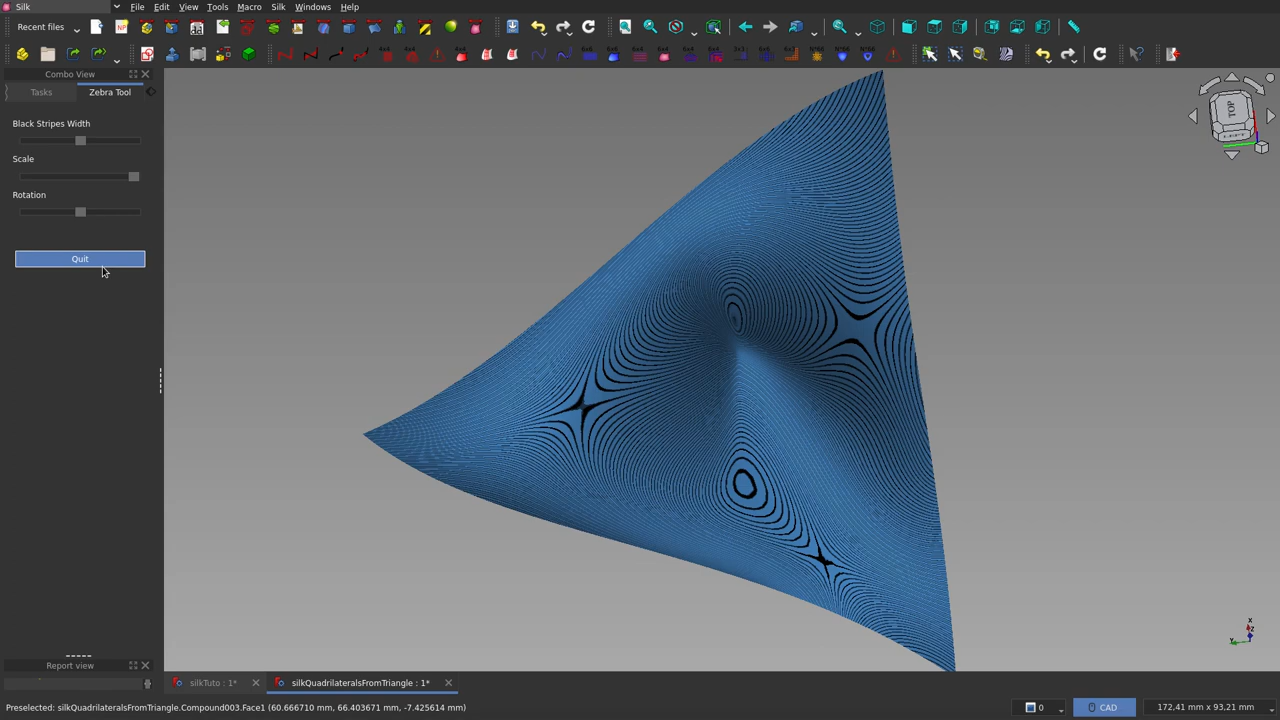 Silk File Edit View Tools Macro Silk Windows Help
Recent files
Combo View
Tasks Zebra Tool
Black Stripes Width
Scale
Rotation
Quit
TOP
LEFT
X
Z
Y
Report view
silkTuto : 1* silkQuadrilateralsFromTriangle : 1*
Preselected: silkQuadrilateralsFromTriangle.Compound003.Face1 (60.666710 mm, 66.403671 mm, -7.425614 mm) 0 CAD 172,41 mm x 93,21 mm